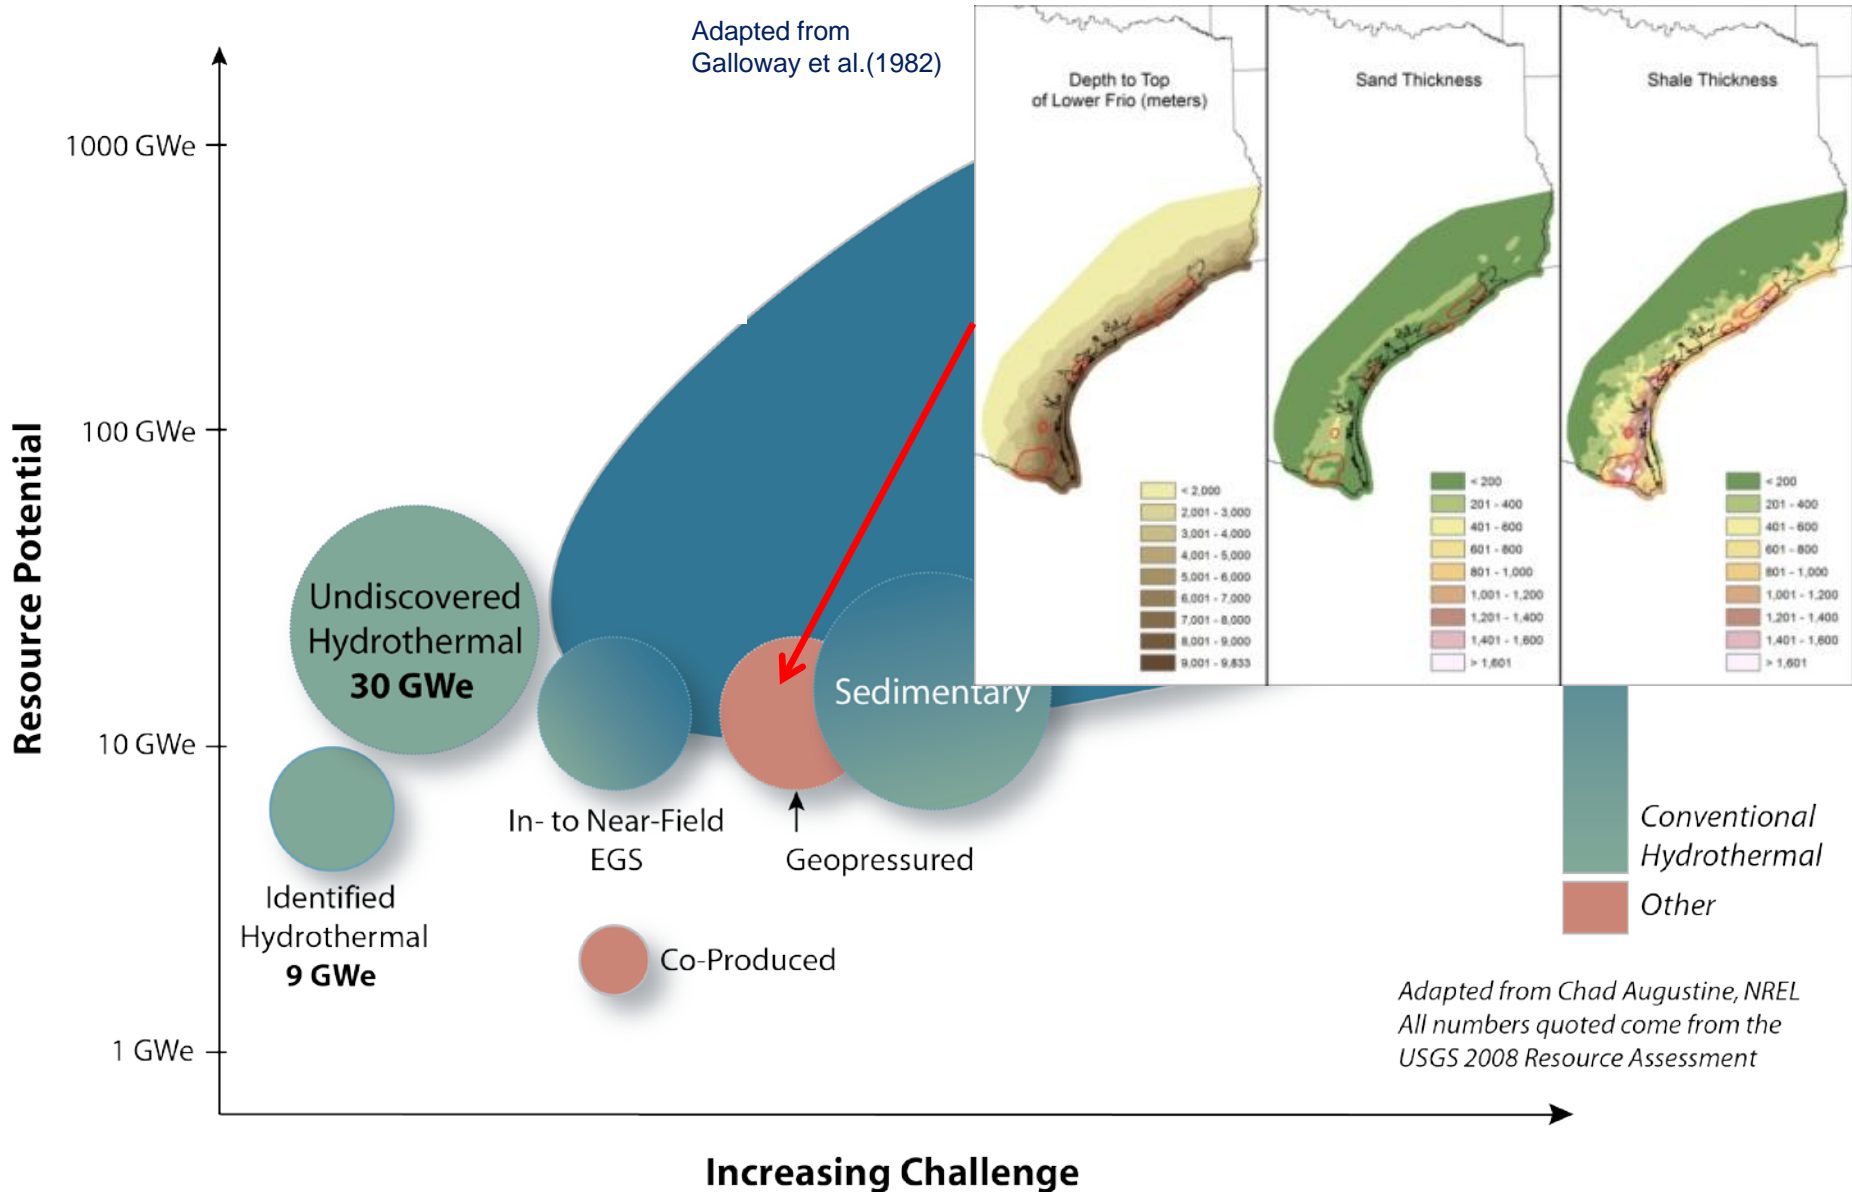 Adapted from
Galloway et al.(1982)
Depth to Top
of Lower Frio (meters)
Sand Thickness
Shale Thickness
< 2,000
2,001 - 3,000
3,001 - 4,000
4,001 - 5,000
5,001 - 6,000
6,001 - 7,000
7,001 - 8,000
8,001 - 9,000
9,001 - 9,833
< 200
201 - 400
401 - 600
601 - 800
801 - 1,000
1,001 - 1,200
1,201 - 1,400
1,401 - 1,600
> 1,601
< 200
201 - 400
401 - 600
601 - 800
801 - 1,000
1,001 - 1,200
1,201 - 1,400
1,401 - 1,600
> 1,601
Resource Potential
1000 GWe
100 GWe
10 GWe
1 GWe
Undiscovered
Hydrothermal
30 GWe
Identified
Hydrothermal
9 GWe
In- to Near-Field
EGS
Co-Produced
Geopressured
Sedimentary
Conventional
Hydrothermal
Other
Adapted from Chad Augustine, NREL
All numbers quoted come from the
USGS 2008 Resource Assessment
Increasing Challenge